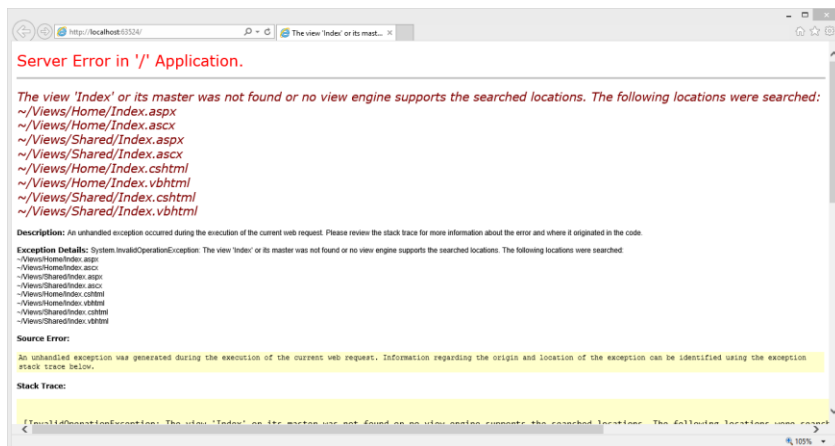 http://localhost:63524/
The view 'Index' or its mast...
Server Error in '/' Application.
The view 'Index' or its master was not found or no view engine supports the searched locations. The following locations were searched:
~/Views/Home/Index.aspx
~/Views/Home/Index.ascx
~/Views/Shared/Index.aspx
~/Views/Shared/Index.ascx
~/Views/Home/Index.cshtml
~/Views/Home/Index.vbhtml
~/Views/Shared/Index.cshtml
~/Views/Shared/Index.vbhtml
Description: An unhandled exception occurred during the execution of the current web request. Please review the stack trace for more information about the error and where it originated in the code.
Exception Details: System.InvalidOperationException: The view 'Index' or its master was not found or no view engine supports the searched locations. The following locations were searched:
~/Views/Home/Index.aspx
~/Views/Home/Index.ascx
~/Views/Shared/Index.aspx
~/Views/Shared/Index.ascx
~/Views/Home/Index.cshtml
~/Views/Home/Index.vbhtml
~/Views/Shared/Index.cshtml
~/Views/Shared/Index.vbhtml
Source Error:
An unhandled exception was generated during the execution of the current web request. Information regarding the origin and location of the exception can be identified using the exception
stack trace below.
Stack Trace:
[InvalidOperationException: The view 'Index' or its master was not found or no view engine supports the searched locations. The following locations were
105%